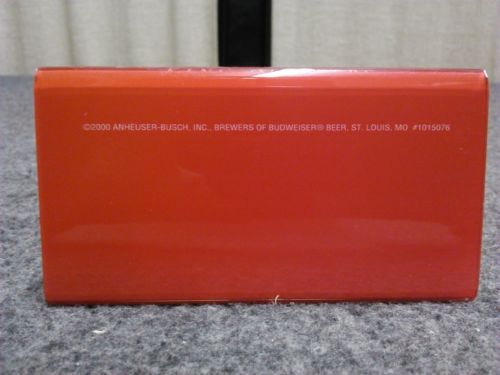 ©2000 ANHEUSER-BUSCH, INC., BREWERS OF BUDWEISER® BEER, ST. LOUIS, MO #1015076